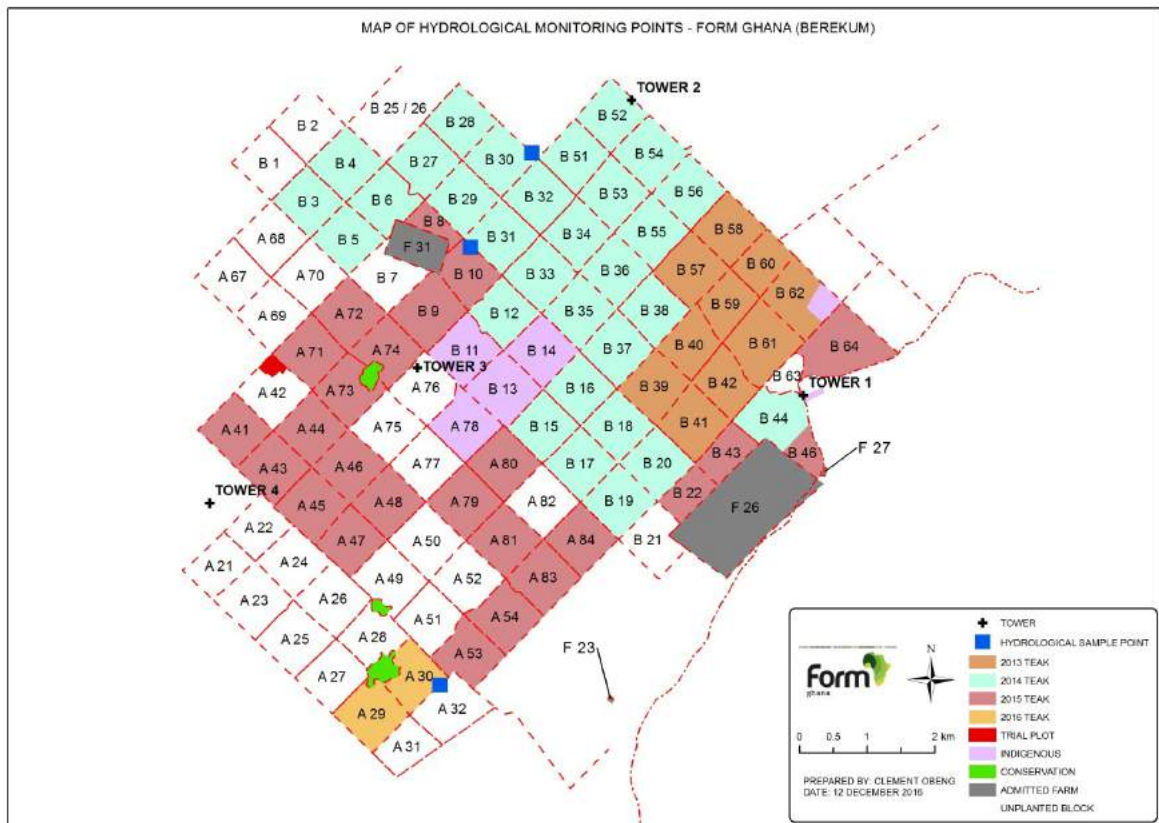 MAP OF HYDROLOGICAL MONITORING POINTS - FORM GHANA (BEREKUM)
TOWER 2
B 25 / 26
B 2
B 28
B 52
B 1
B 4
B 27
B 30
B 51
B 54
B 3
B 6
B 29
B 32
B 53
B 56
A 68
B 5
B 8
F 31
B 31
B 34
B 55
B 58
A 67
A 70
B 7
B 10
B 33
B 36
B 57
B 60
A 69
A 72
B 9
B 12
B 35
B 38
B 59
B 62
A 71
A 74
B 11
B 14
B 37
B 40
B 61
B 64
TOWER 3
A 42
A 73
A 76
B 13
B 16
B 39
B 42
B 63
TOWER 1
A 41
A 44
A 75
A 78
B 15
B 18
B 41
B 44
A 43
A 46
A 77
A 80
B 17
B 20
B 43
B 46
F 27
TOWER 4
A 45
A 48
A 79
A 82
B 19
B 22
F 26
A 22
A 47
A 50
A 81
A 84
B 21
A 21
A 24
A 49
A 52
A 83
A 23
A 26
A 51
A 54
A 25
A 28
A 53
F 23
A 27
A 30
A 29
A 32
A 31
TOWER
HYDROLOGICAL SAMPLE POINT
2013 TEAK
2014 TEAK
2015 TEAK
2016 TEAK
TRIAL PLOT
INDIGENOUS
CONSERVATION
ADMITTED FARM
UNPLANTED BLOCK
Form
ghana
N
0 0.5 1 2 km
PREPARED BY: CLEMENT OBENG
DATE: 12 DECEMBER 2016